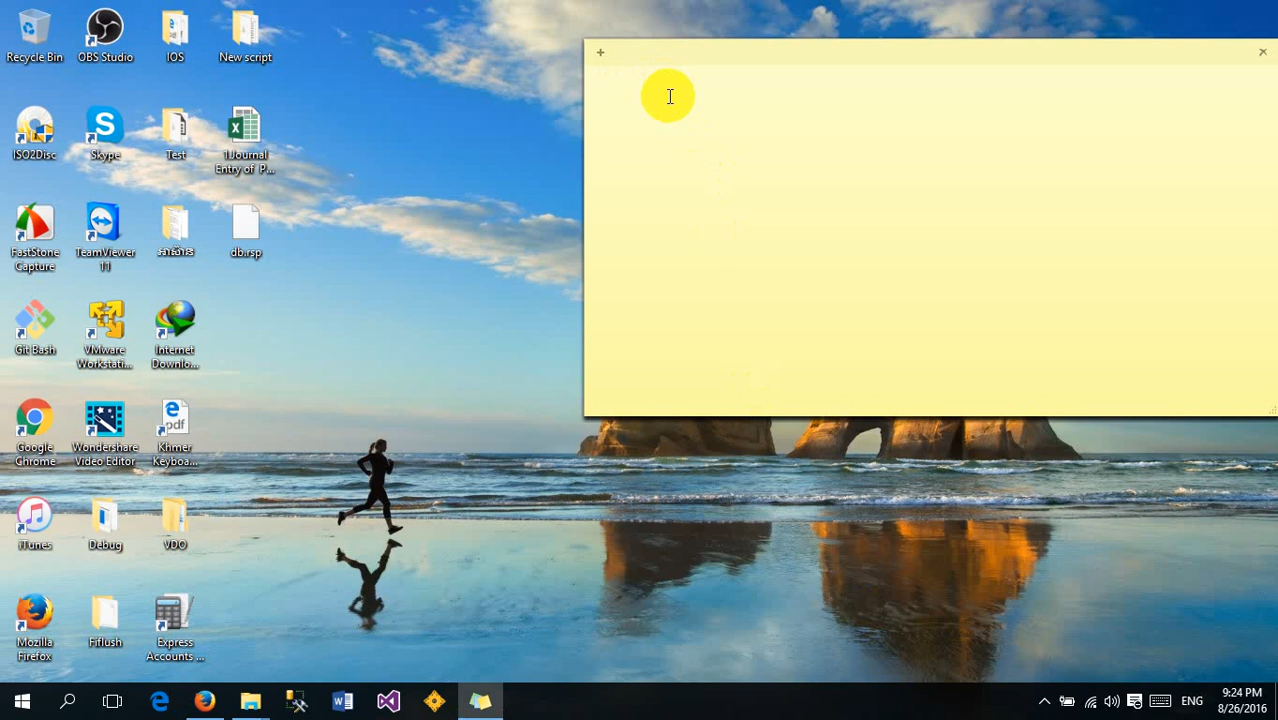 Recycle Bin
OBS Studio
IOS
New script
+
×
ISO2Disc
Skype
Test
1Journal
Entry of P...
FastStone
Capture
TeamViewer
11
db.rsp
Git Bash
VMware
Workstati...
Internet
Downlo...
Google
Chrome
Wondershare
Video Editor
pdf
Khmer
Keyboa...
iTunes
Debug
VDO
Mozilla
Firefox
Fiflush
Express
Accounts ...
ENG
9:24 PM
8/26/2016